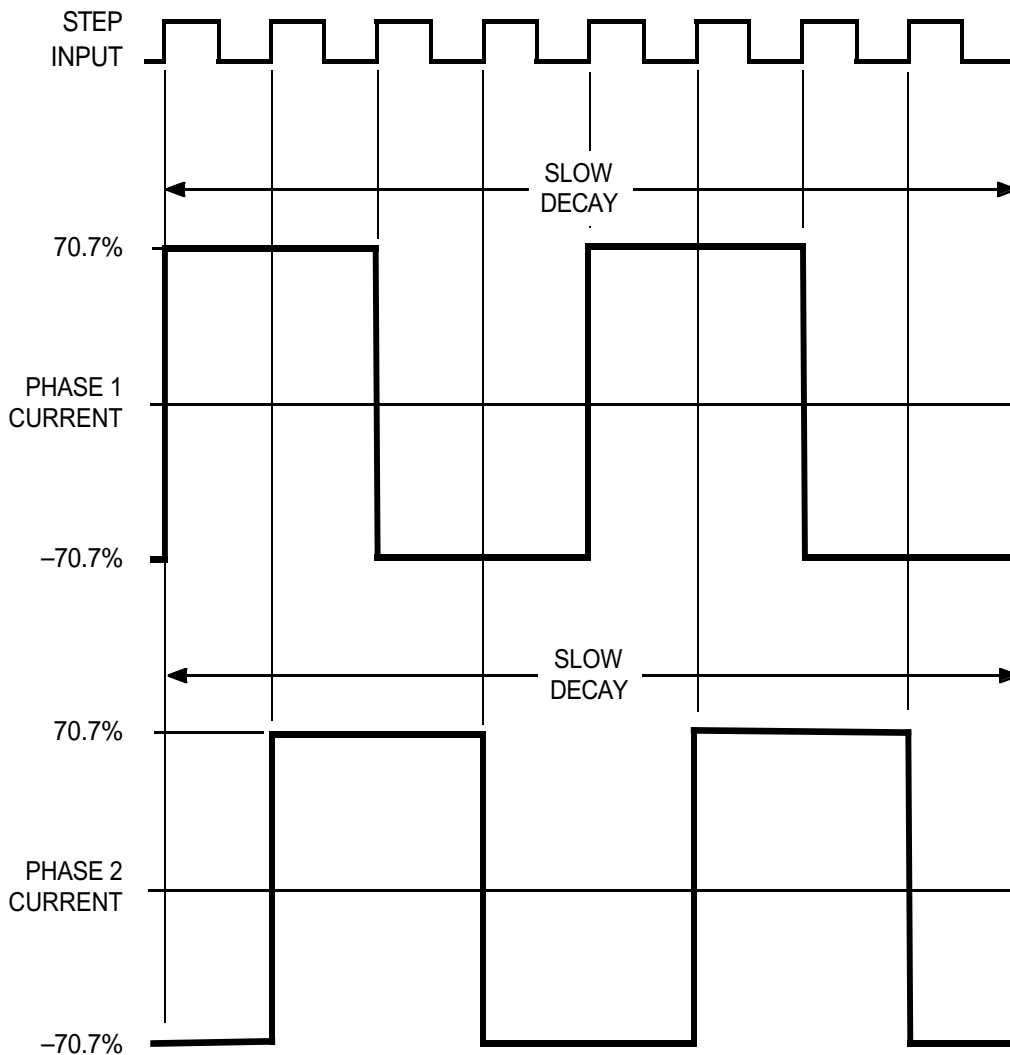 STEP
INPUT
SLOW
DECAY
70.7%
PHASE 1
CURRENT
–70.7%
SLOW
DECAY
70.7%
PHASE 2
CURRENT
–70.7%